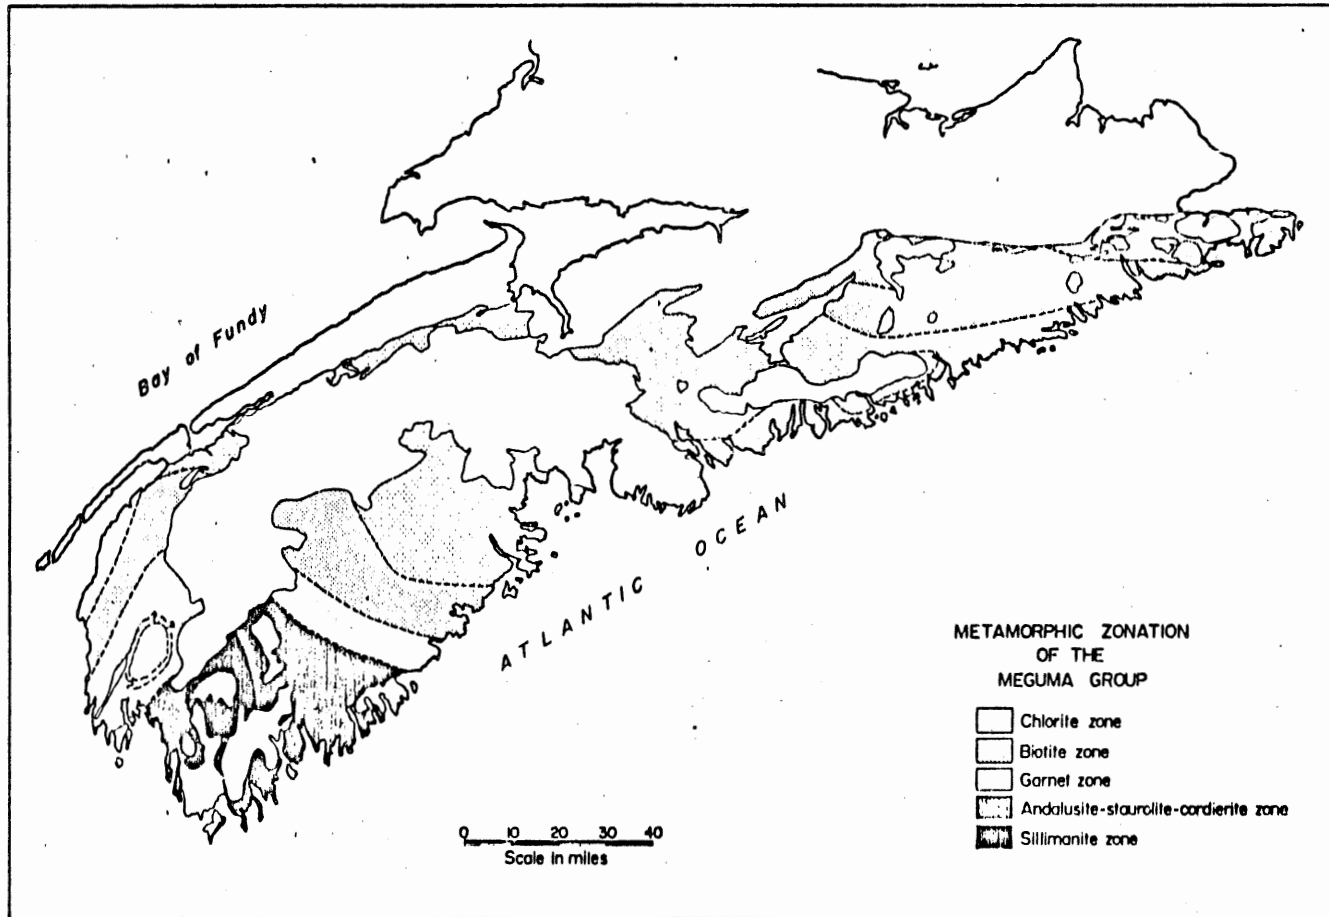 Bay of Fundy
ATLANTIC OCEAN
METAMORPHIC ZONATION
OF THE
MEGUMA GROUP
Chlorite zone
Biotite zone
Garnet zone
Andalusite-staurolite-cordierite zone
Sillimanite zone
0 10 20 30 40
Scale in miles